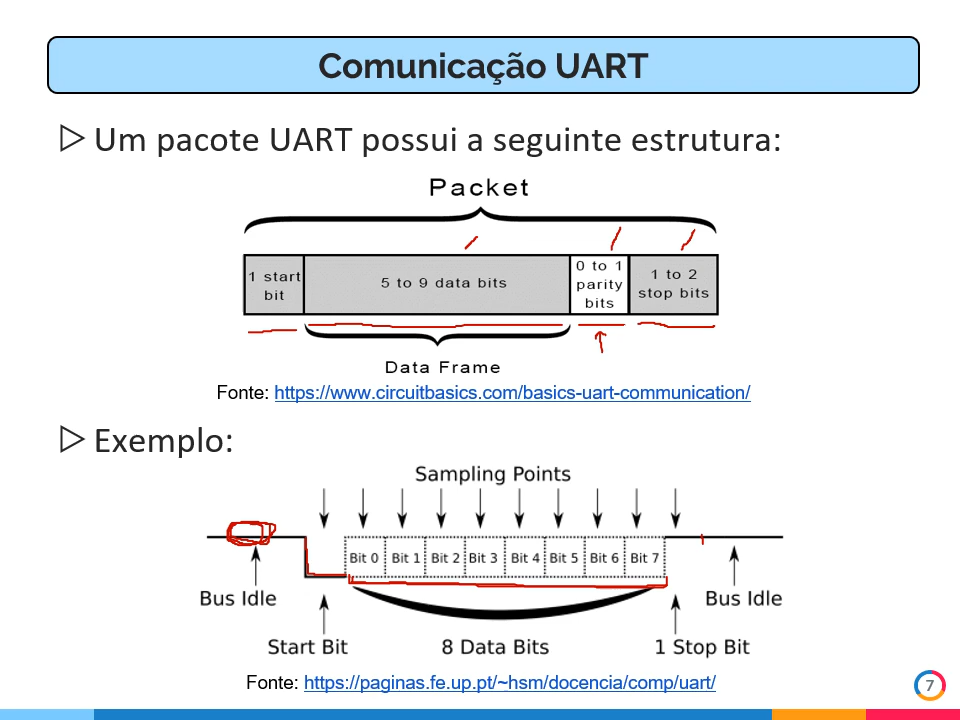 Comunicação UART
Um pacote UART possui a seguinte estrutura:
Packet
1 start
bit
5 to 9 data bits
0 to 1
parity
bits
1 to 2
stop bits
Data Frame
Fonte: https://www.circuitbasics.com/basics-uart-communication/
Exemplo:
Sampling Points
Bit 0 Bit 1 Bit 2 Bit 3 Bit 4 Bit 5 Bit 6 Bit 7
Bus Idle
Bus Idle
Start Bit
8 Data Bits
1 Stop Bit
Fonte: https://paginas.fe.up.pt/~hsm/docencia/comp/uart/
7